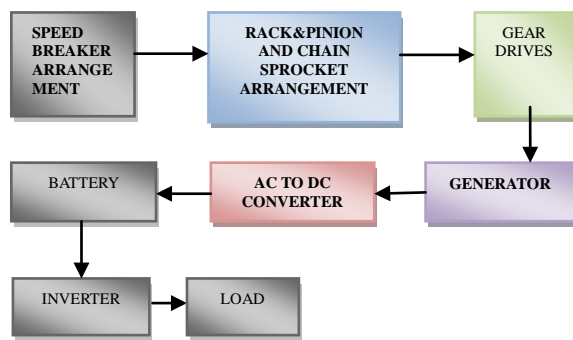 SPEED
BREAKER
ARRANGE
MENT
RACK&PINION
AND CHAIN
SPROCKET
ARRANGEMENT
GEAR
DRIVES
BATTERY
AC TO DC
CONVERTER
GENERATOR
INVERTER
LOAD